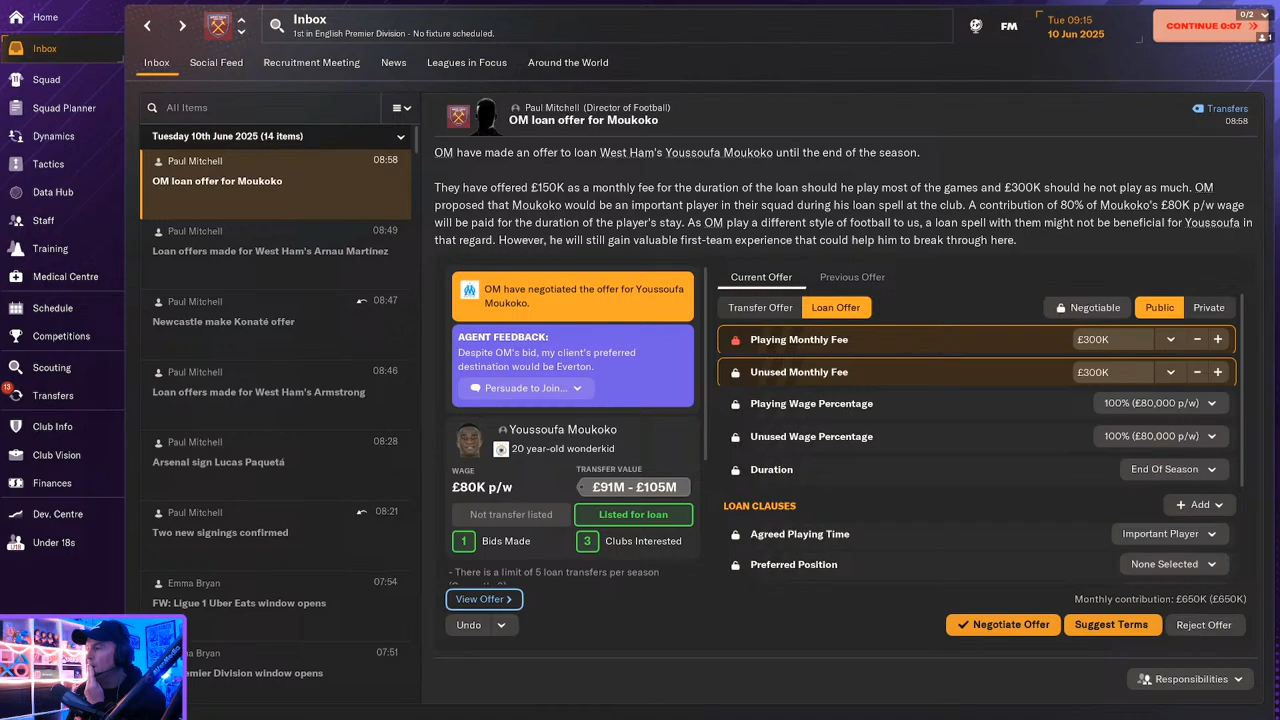 Home
Inbox
Squad
Squad Planner
Dynamics
Tactics
Data Hub
Staff
Training
Medical Centre
Schedule
Competitions
Scouting
13
Transfers
Club Info
Club Vision
Finances
Dev. Centre
U18
Under 18s
Inbox
1st in English Premier Division - No fixture scheduled.
FM
Tue 09:15
10 Jun 2025
0/2
CONTINUE 0:07
1
Inbox
Social Feed
Recruitment Meeting
News
Leagues in Focus
Around the World
All Items
Tuesday 10th June 2025 (14 items)
Paul Mitchell 08:58
OM loan offer for Moukoko
Paul Mitchell 08:49
Loan offers made for West Ham's Arnau Martínez
Paul Mitchell 08:47
Newcastle make Konaté offer
Paul Mitchell 08:46
Loan offers made for West Ham's Armstrong
Paul Mitchell 08:28
Arsenal sign Lucas Paquetá
Paul Mitchell 08:21
Two new signings confirmed
Emma Bryan 07:54
FW: Ligue 1 Uber Eats window opens
Bryan 07:51
emier Division window opens
Paul Mitchell (Director of Football)
OM loan offer for Moukoko
Transfers
08:58
OM have made an offer to loan West Ham's Youssoufa Moukoko until the end of the season.
They have offered £150K as a monthly fee for the duration of the loan should he play most of the games and £300K should he not play as much. OM
proposed that Moukoko would be an important player in their squad during his loan spell at the club. A contribution of 80% of Moukoko's £80K p/w wage
will be paid for the duration of the player's stay. As OM play a different style of football to us, a loan spell with them might not be beneficial for Youssoufa in
that regard. However, he will still gain valuable first-team experience that could help him to break through here.
OM have negotiated the offer for Youssoufa
Moukoko.
AGENT FEEDBACK:
Despite OM's bid, my client's preferred
destination would be Everton.
Persuade to Join...
Youssoufa Moukoko
20 year-old wonderkid
WAGE
£80K p/w
TRANSFER VALUE
£91M - £105M
Not transfer listed
Listed for loan
1 Bids Made
3 Clubs Interested
- There is a limit of 5 loan transfers per season
View Offer
Undo
Current Offer
Previous Offer
Transfer Offer
Loan Offer
Negotiable
Public
Private
Playing Monthly Fee £300K
Unused Monthly Fee £300K
Playing Wage Percentage 100% (£80,000 p/w)
Unused Wage Percentage 100% (£80,000 p/w)
Duration End Of Season
LOAN CLAUSES
Add
Agreed Playing Time Important Player
Preferred Position None Selected
Monthly contribution: £650K (£650K)
Negotiate Offer
Suggest Terms
Reject Offer
Responsibilities